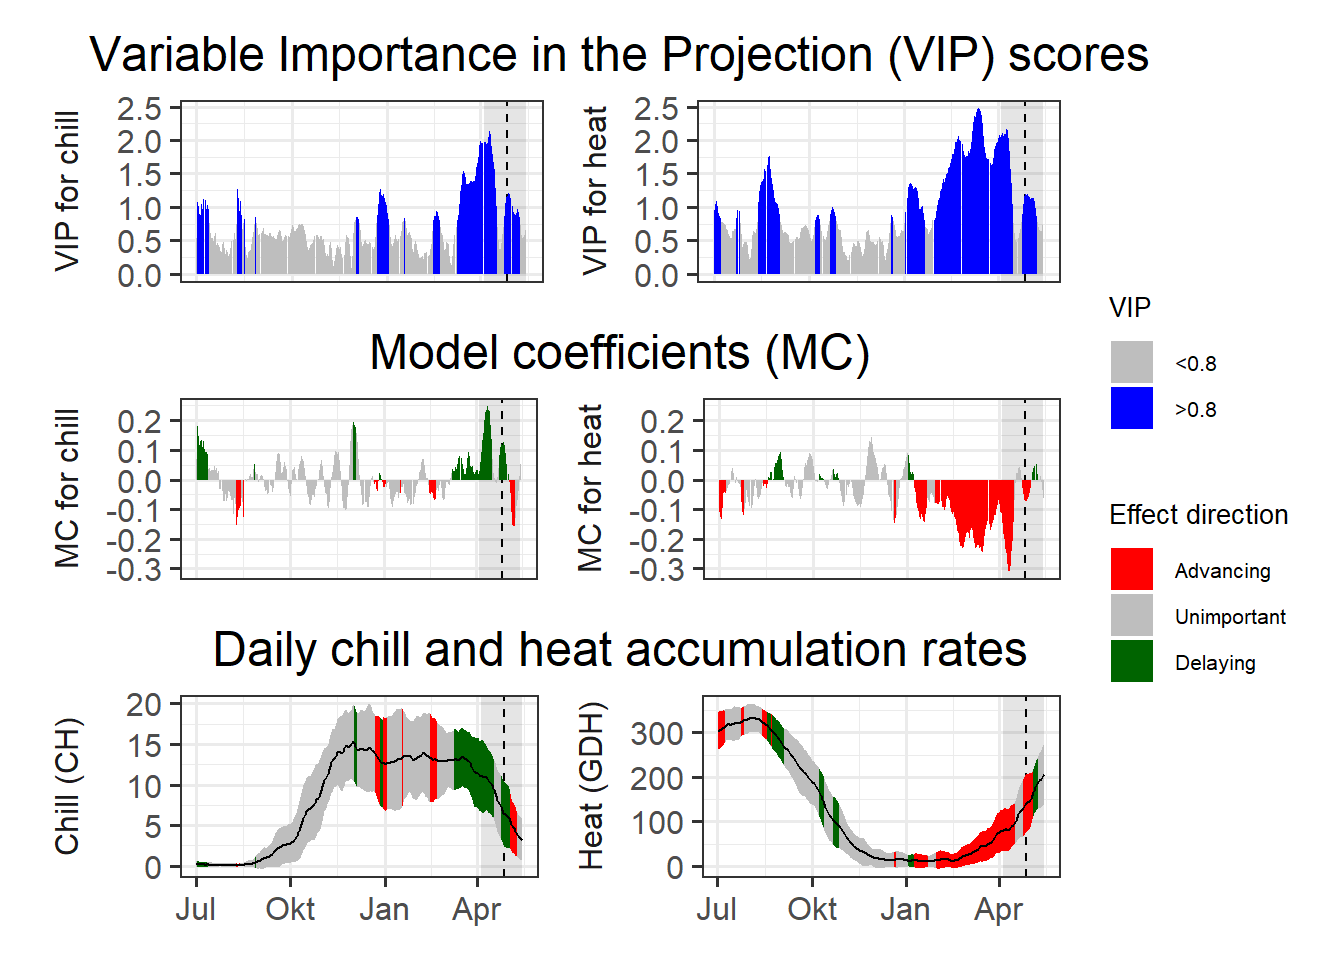 Variable Importance in the Projection (VIP) scores
VIP for chill
2.5
2.0
1.5
1.0
0.5
0.0
VIP for heat
2.5
2.0
1.5
1.0
0.5
0.0
Model coefficients (MC)
MC for chill
0.2
0.1
0.0
-0.1
-0.2
-0.3
MC for heat
0.2
0.1
0.0
-0.1
-0.2
-0.3
Daily chill and heat accumulation rates
Chill (CH)
20
15
10
5
0
Jul Okt Jan Apr
Heat (GDH)
300
200
100
0
Jul Okt Jan Apr
VIP
<0.8
>0.8
Effect direction
Advancing
Unimportant
Delaying